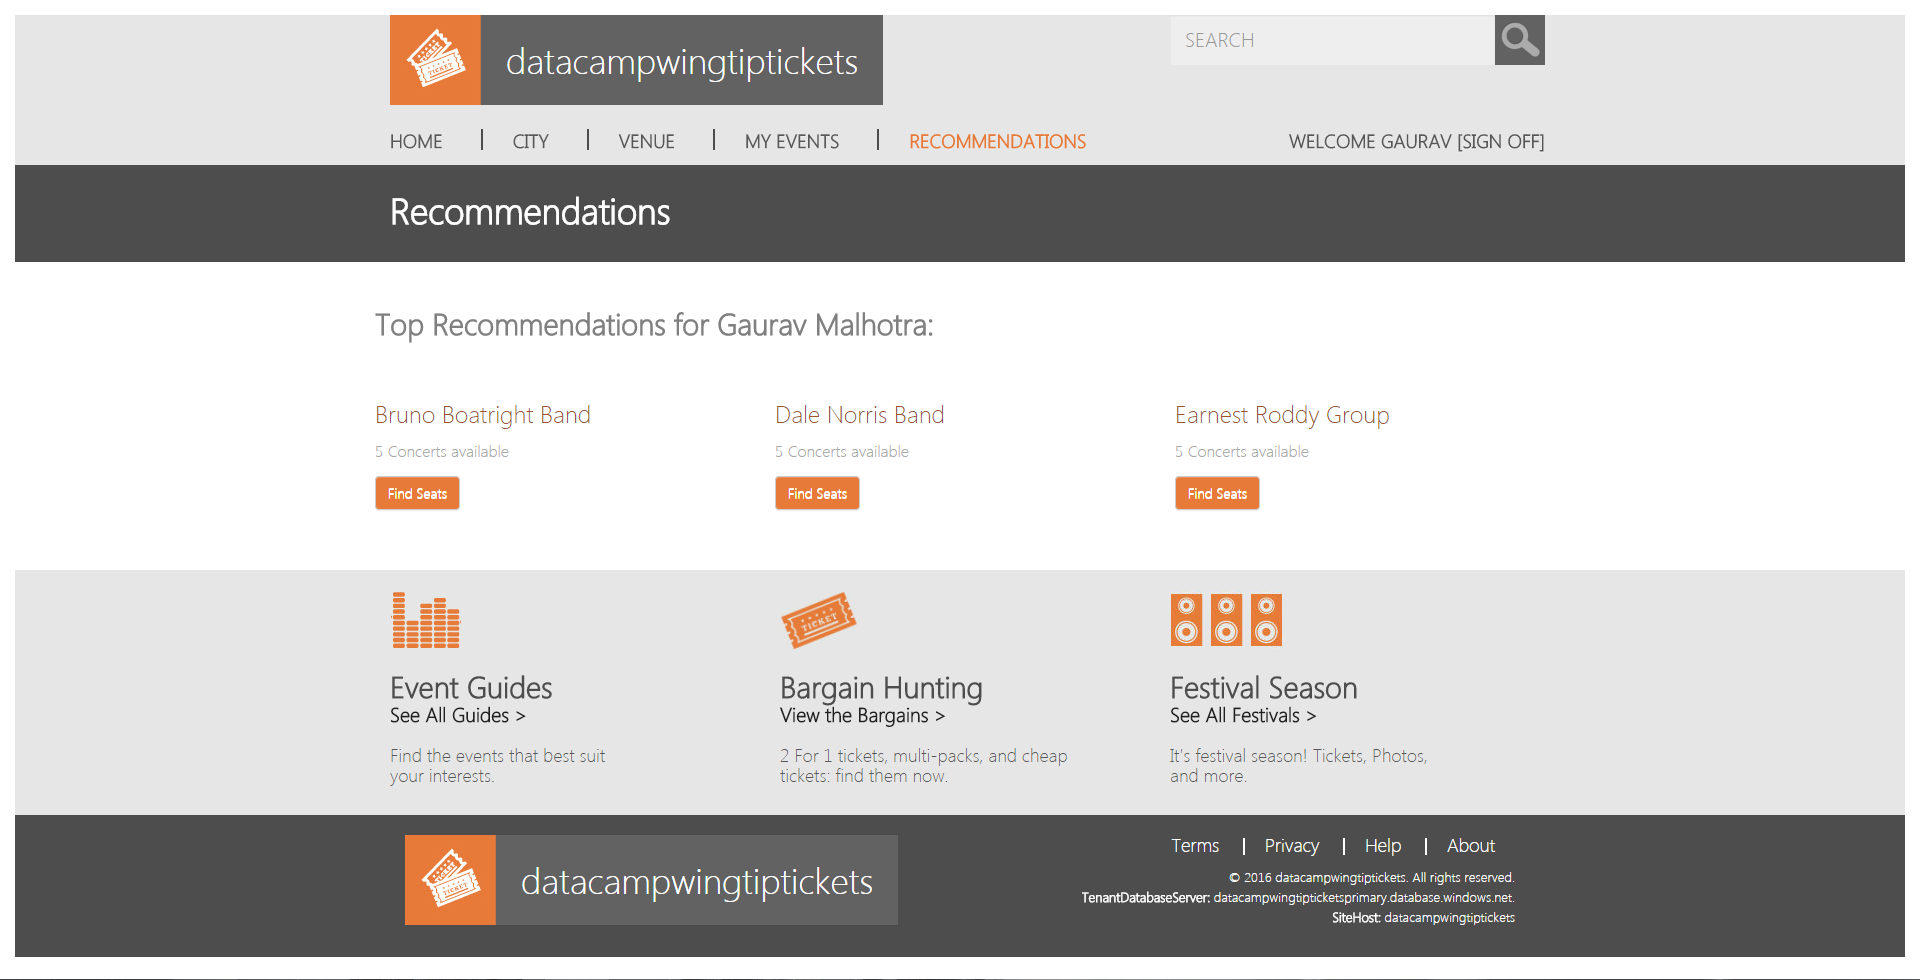 datacampwingtiptickets
SEARCH
HOME | CITY | VENUE | MY EVENTS | RECOMMENDATIONS
WELCOME GAURAV [SIGN OFF]
Recommendations
Top Recommendations for Gaurav Malhotra:
Bruno Boatright Band
5 Concerts available
Find Seats
Dale Norris Band
5 Concerts available
Find Seats
Earnest Roddy Group
5 Concerts available
Find Seats
TICKET
Event Guides
See All Guides >
Find the events that best suit
your interests.
Bargain Hunting
View the Bargains >
2 For 1 tickets, multi-packs, and cheap
tickets: find them now.
Festival Season
See All Festivals >
It's festival season! Tickets, Photos,
and more.
datacampwingtiptickets
Terms | Privacy | Help | About
© 2016 datacampwingtiptickets. All rights reserved.
TenantDatabaseServer: datacampwingtipticketsprimary.database.windows.net.
SiteHost: datacampwingtiptickets